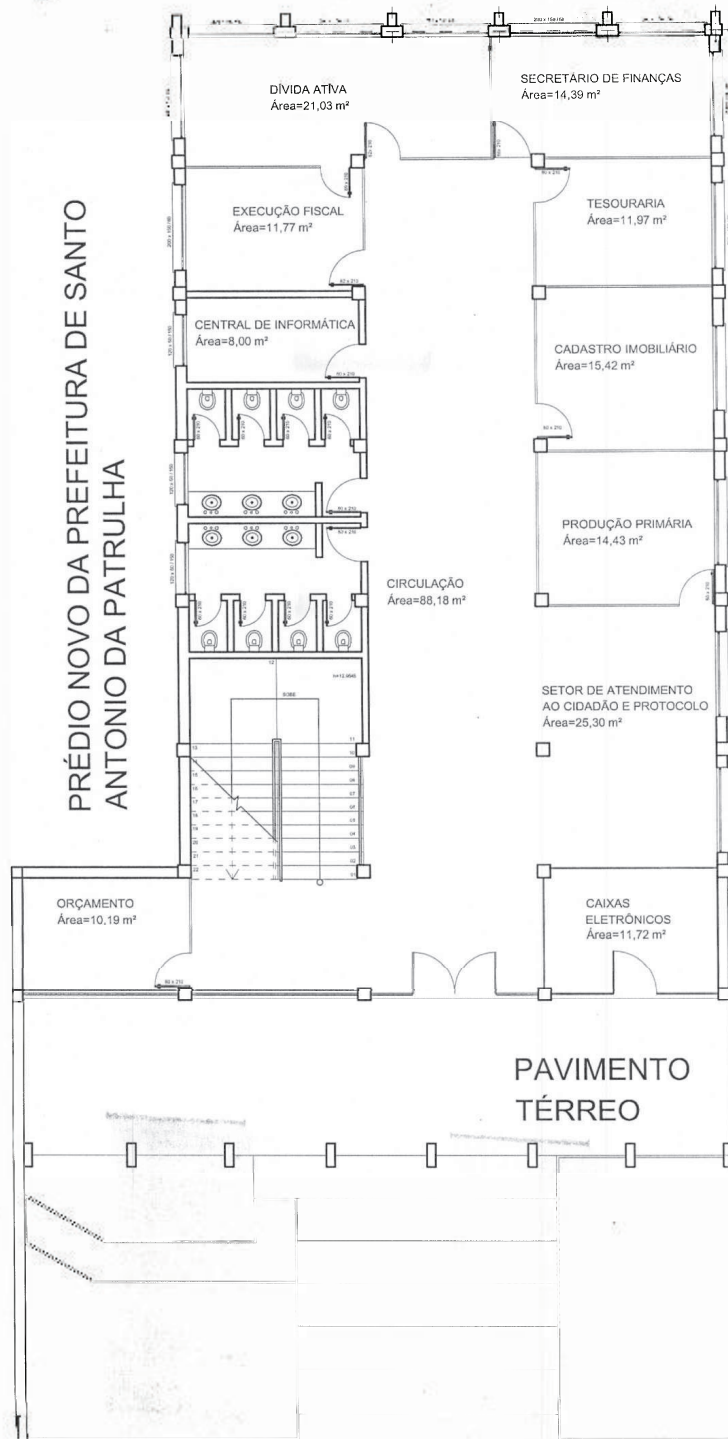 200 x 150/150
DÍVIDA ATIVA
Área=21,03 m²
SECRETÁRIO DE FINANÇAS
Área=14,39 m²
EXECUÇÃO FISCAL
Área=11,77 m²
TESOURARIA
Área=11,97 m²
CENTRAL DE INFORMÁTICA
Área=8,00 m²
CADASTRO IMOBILIÁRIO
Área=15,42 m²
PRÉDIO NOVO DA PREFEITURA DE SANTO
ANTONIO DA PATRULHA
PRODUÇÃO PRIMÁRIA
Área=14,43 m²
CIRCULAÇÃO
Área=88,18 m²
SOBE
SETOR DE ATENDIMENTO
AO CIDADÃO E PROTOCOLO
Área=25,30 m²
ORÇAMENTO
Área=10,19 m²
CAIXAS
ELETRÔNICOS
Área=11,72 m²
PAVIMENTO
TÉRREO